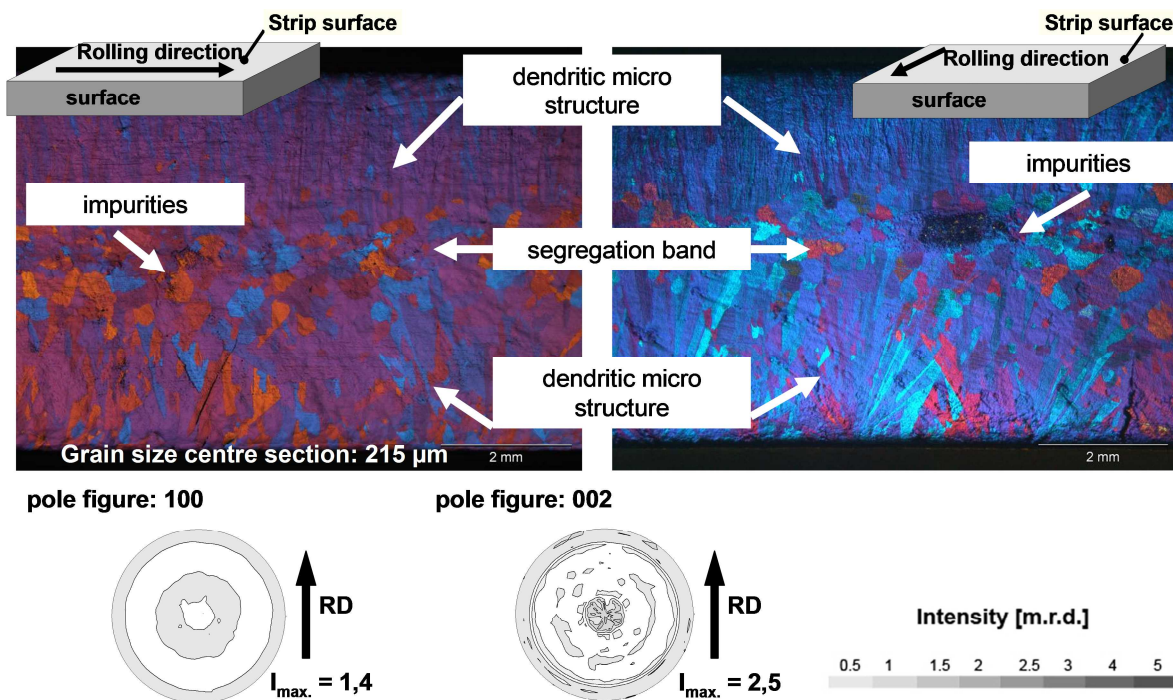 Strip surface
Rolling direction
surface
dendritic micro
structure
Strip surface
Rolling direction
surface
impurities
impurities
segregation band
dendritic micro
structure
Grain size centre section: 215 µm
2 mm
2 mm
pole figure: 100
pole figure: 002
RD
RD
Imax. = 1,4
Imax. = 2,5
Intensity [m.r.d.]
0.5 1 1.5 2 2.5 3 4 5